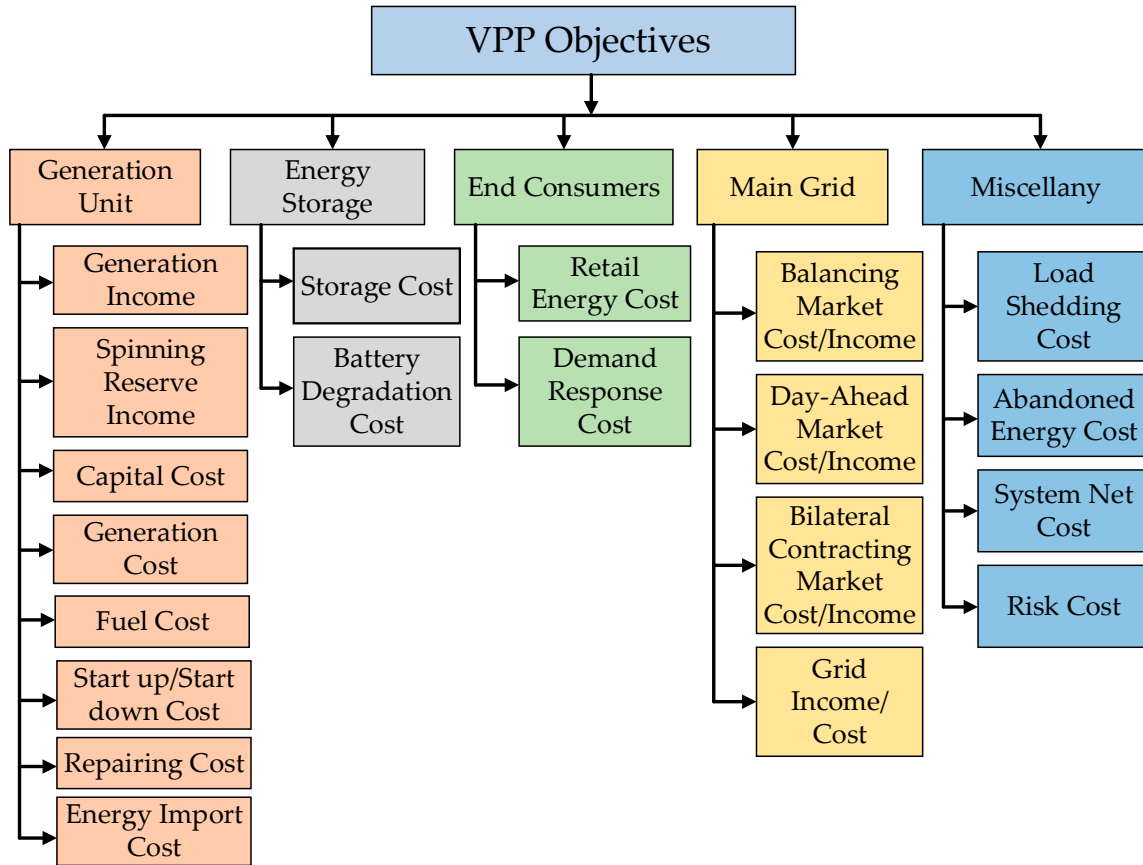 VPP Objectives
Generation
Unit
Energy
Storage
End Consumers
Main Grid
Miscellany
Generation
Income
Spinning
Reserve
Income
Capital Cost
Generation
Cost
Fuel Cost
Start up/Start
down Cost
Repairing Cost
Energy Import
Cost
Storage Cost
Battery
Degradation
Cost
Retail
Energy Cost
Demand
Response
Cost
Balancing
Market
Cost/Income
Day-Ahead
Market
Cost/Income
Bilateral
Contracting
Market
Cost/Income
Grid
Income/
Cost
Load
Shedding
Cost
Abandoned
Energy Cost
System Net
Cost
Risk Cost